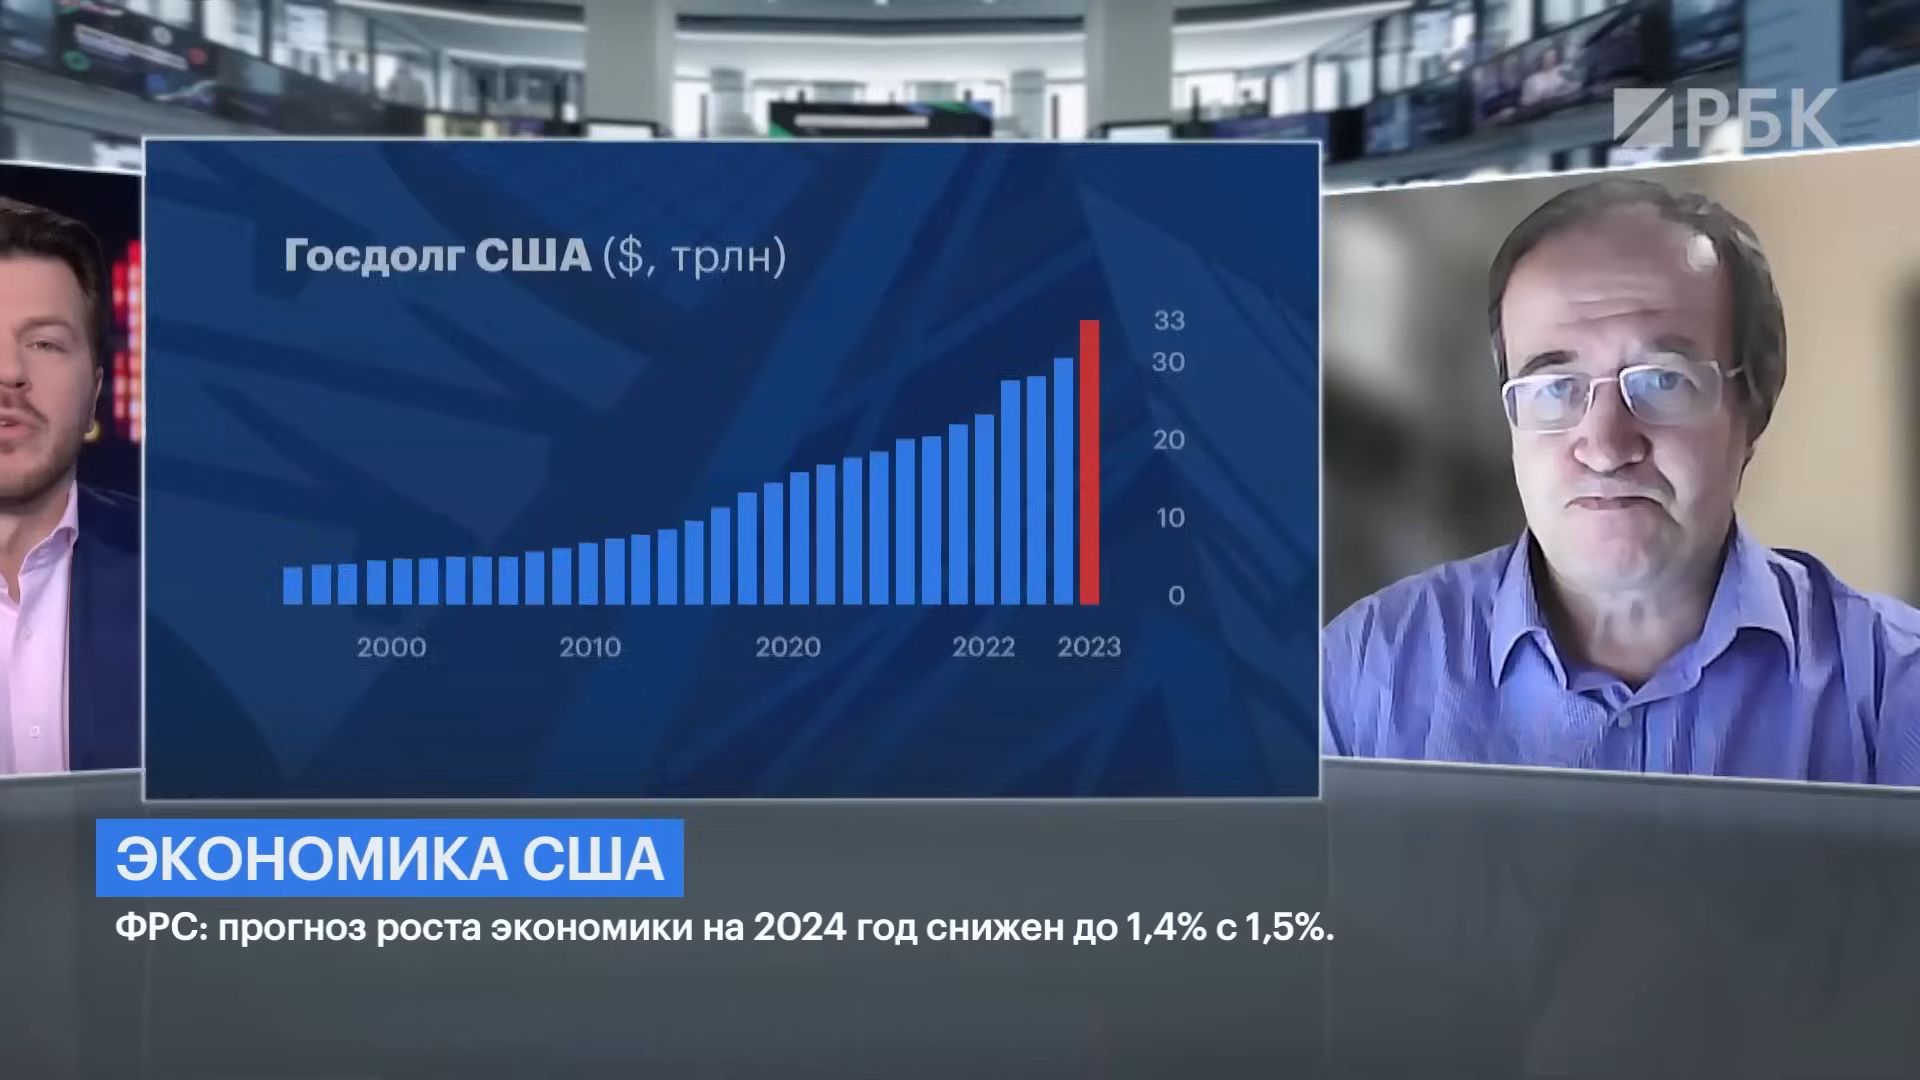 РБК
Госдолг США ($, трлн)
33
30
20
10
0
2000 2010 2020 2022 2023
ЭКОНОМИКА США
ФРС: прогноз роста экономики на 2024 год снижен до 1,4% с 1,5%.